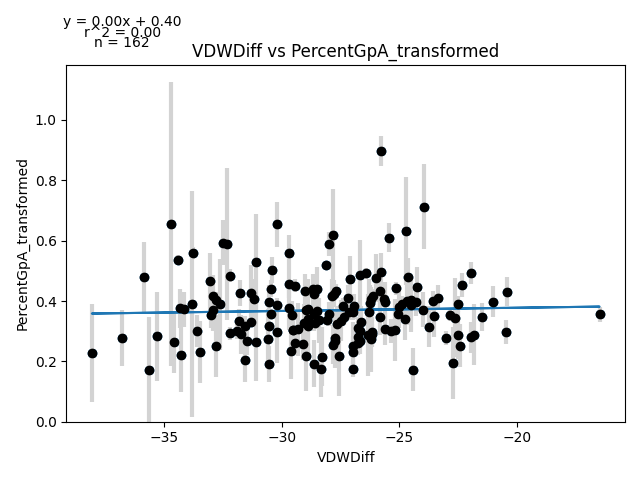 y = 0.00x + 0.40
r^2 = 0.00
n = 162
VDWDiff vs PercentGpA_transformed
PercentGpA_transformed
1.0
0.8
0.6
0.4
0.2
0.0
−35
−30
−25
−20
VDWDiff